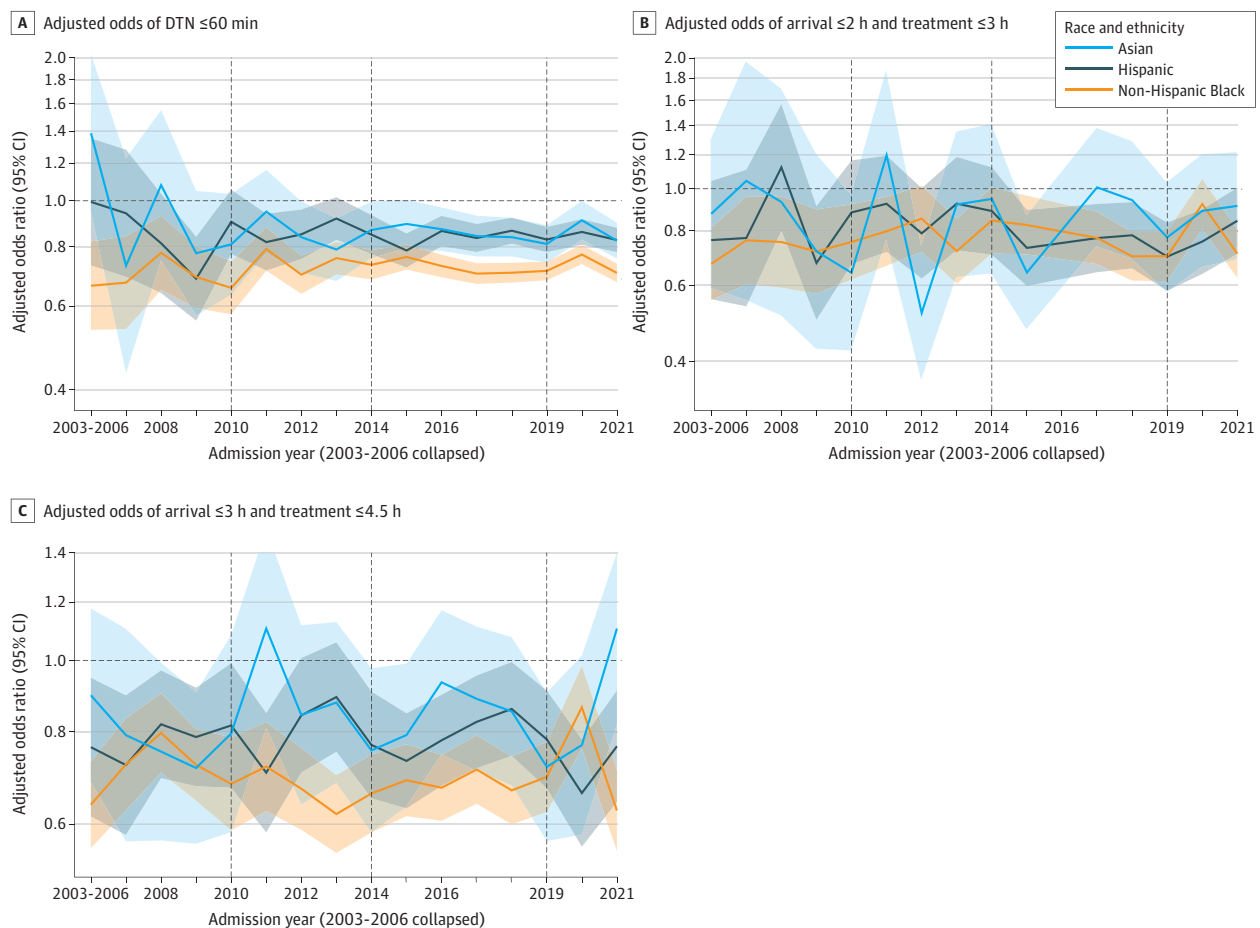 A Adjusted odds of DTN ≤60 min
2.0
1.8
1.6
1.4
1.2
1.0
0.8
0.6
0.4
Adjusted odds ratio (95% CI)
2003-2006 2008 2010 2012 2014 2016 2019 2021
Admission year (2003-2006 collapsed)
B Adjusted odds of arrival ≤2 h and treatment ≤3 h
Race and ethnicity
Asian
Hispanic
Non-Hispanic Black
2.0
1.8
1.6
1.4
1.2
1.0
0.8
0.6
0.4
Adjusted odds ratio (95% CI)
2003-2006 2008 2010 2012 2014 2016 2019 2021
Admission year (2003-2006 collapsed)
C Adjusted odds of arrival ≤3 h and treatment ≤4.5 h
1.4
1.2
1.0
0.8
0.6
Adjusted odds ratio (95% CI)
2003-2006 2008 2010 2012 2014 2016 2019 2021
Admission year (2003-2006 collapsed)